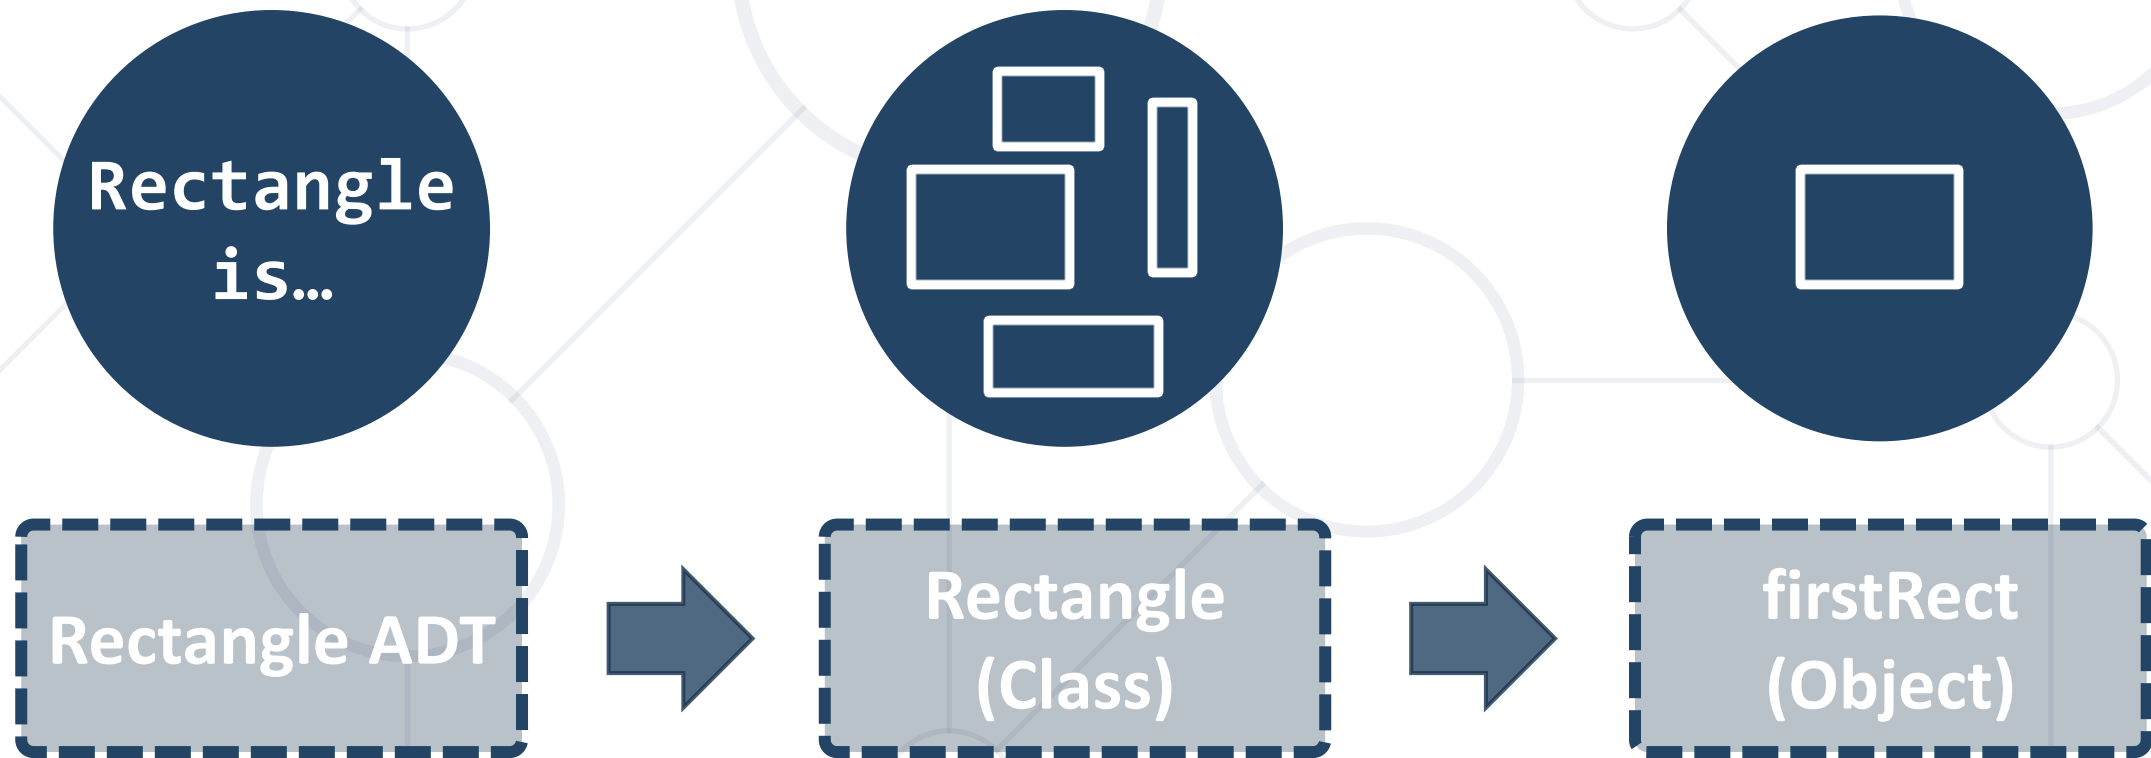 Rectangle
is…
Rectangle ADT
Rectangle
(Class)
firstRect
(Object)